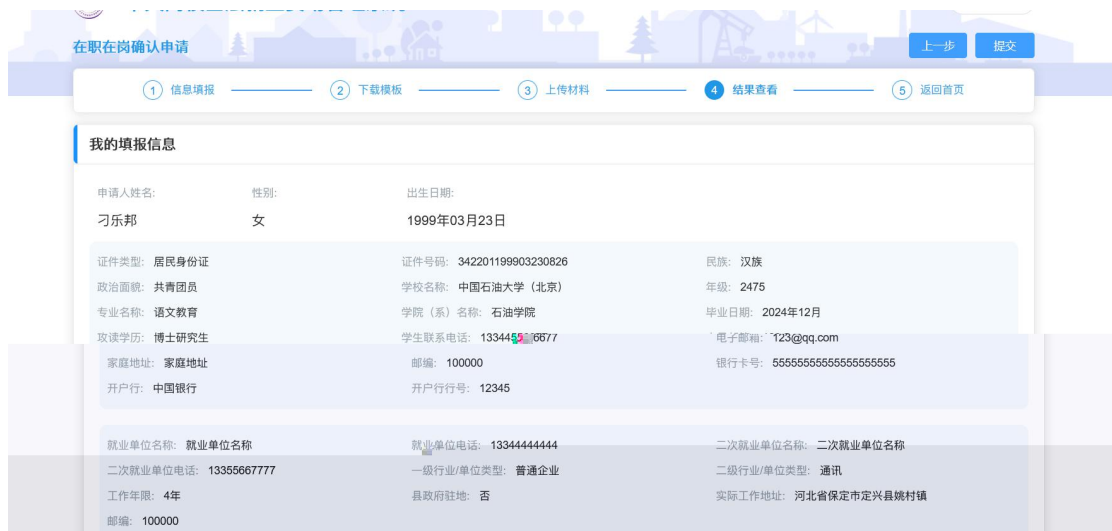 在职在岗确认申请 上一步 提交
1 信息填报 2 下载模板 3 上传材料 4 结果查看 5 返回首页
我的填报信息
申请人姓名: 性别: 出生日期:
刁乐邦 女 1999年03月23日
证件类型: 居民身份证 证件号码: 342201199903230826 民族: 汉族
政治面貌: 共青团员 学校名称: 中国石油大学（北京） 年级: 2475
专业名称: 语文教育 学院（系）名称: 石油学院 毕业日期: 2024年12月
攻读学历: 博士研究生 学生联系电话: 电子邮箱: 123@qq.com
家庭地址: 家庭地址 邮编: 100000 银行卡号: 55555555555555555555
开户行: 中国银行 开户行行号: 12345
就业单位名称: 就业单位名称 就业单位电话: 13344444444 二次就业单位名称: 二次就业单位名称
二次就业单位电话: 13355667777 一级行业/单位类型: 普通企业 二级行业/单位类型: 通讯
工作年限: 4年 县政府驻地: 否 实际工作地址: 河北省保定市定兴县姚村镇
邮编: 100000